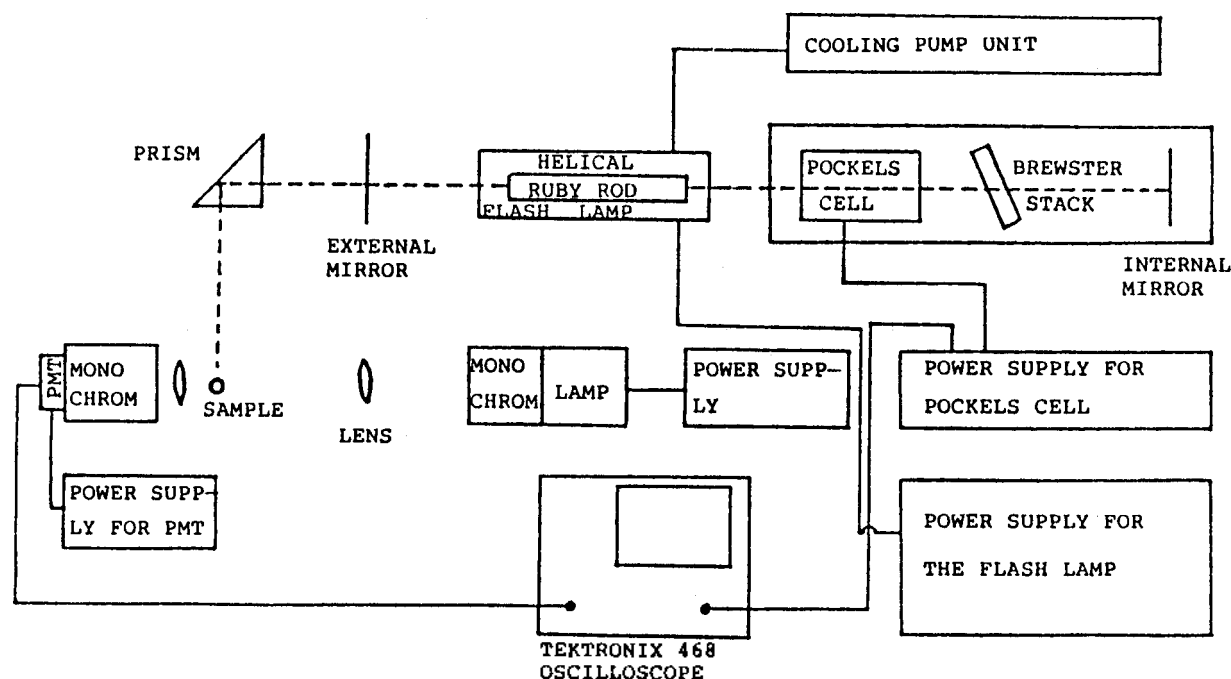 COOLING PUMP UNIT
PRISM
HELICAL
RUBY ROD
FLASH LAMP
POCKELS
CELL
BREWSTER
STACK
EXTERNAL
MIRROR
INTERNAL
MIRROR
PMT
MONO
CHROM
SAMPLE
LENS
MONO
CHROM
LAMP
POWER SUPP-
LY
POWER SUPPLY FOR
POCKELS CELL
POWER SUPP-
LY FOR PMT
POWER SUPPLY FOR
THE FLASH LAMP
TEKTRONIX 468
OSCILLOSCOPE